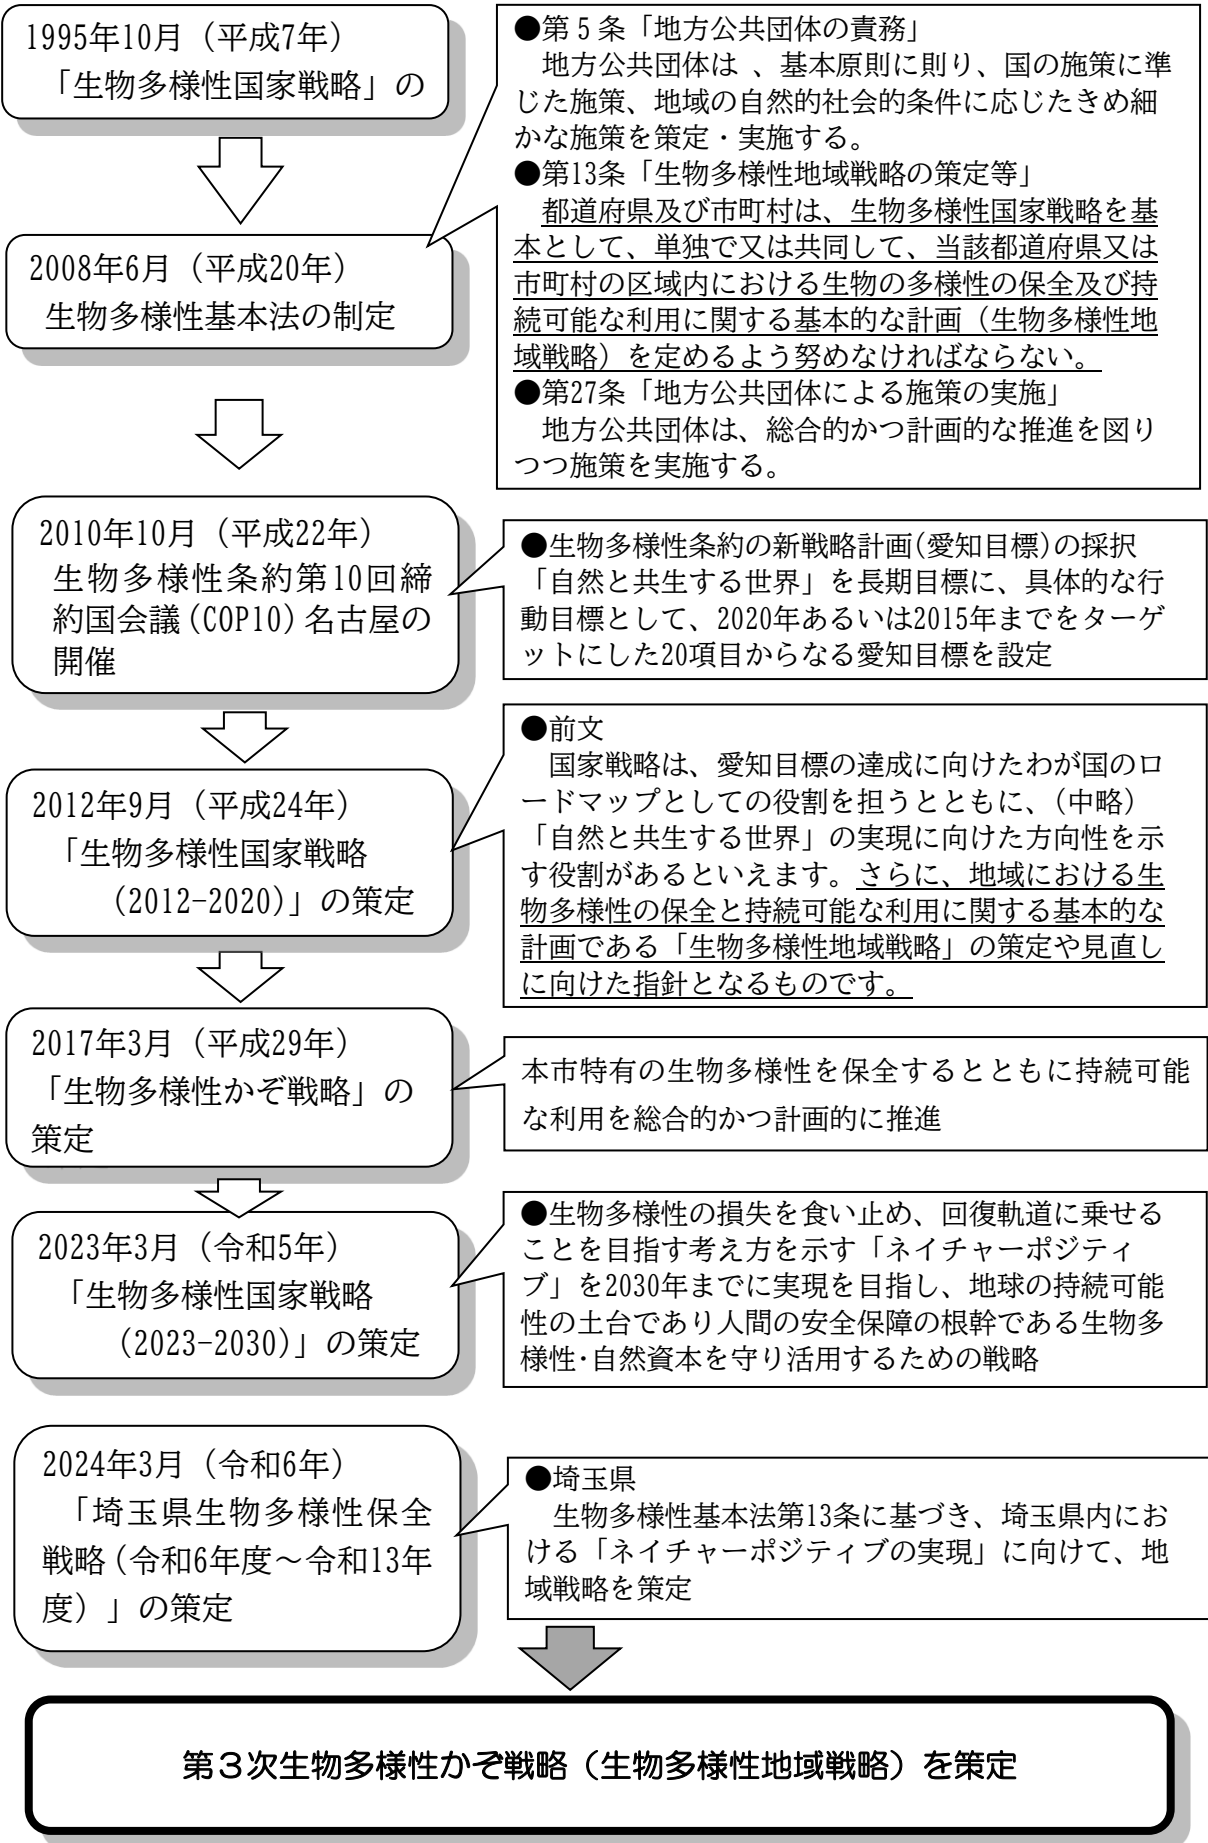 1995年10月（平成7年）
「生物多様性国家戦略」の
●第５条「地方公共団体の責務」
地方公共団体は 、基本原則に則り、国の施策に準
じた施策、地域の自然的社会的条件に応じたきめ細
かな施策を策定・実施する。
●第13条「生物多様性地域戦略の策定等」
都道府県及び市町村は、生物多様性国家戦略を基
本として、単独で又は共同して、当該都道府県又は
市町村の区域内における生物の多様性の保全及び持
続可能な利用に関する基本的な計画（生物多様性地
域戦略）を定めるよう努めなければならない。
●第27条「地方公共団体による施策の実施」
地方公共団体は、総合的かつ計画的な推進を図り
つつ施策を実施する。
2008年6月（平成20年）
生物多様性基本法の制定
2010年10月（平成22年）
生物多様性条約第10回締
約国会議(COP10)名古屋の
開催
●生物多様性条約の新戦略計画(愛知目標)の採択
「自然と共生する世界」を長期目標に、具体的な行
動目標として、2020年あるいは2015年までをターゲ
ットにした20項目からなる愛知目標を設定
2012年9月（平成24年）
「生物多様性国家戦略
（2012-2020)」の策定
●前文
国家戦略は、愛知目標の達成に向けたわが国のロ
ードマップとしての役割を担うとともに、（中略）
「自然と共生する世界」の実現に向けた方向性を示
す役割があるといえます。さらに、地域における生
物多様性の保全と持続可能な利用に関する基本的な
計画である「生物多様性地域戦略」の策定や見直し
に向けた指針となるものです。
2017年3月（平成29年）
「生物多様性かぞ戦略」の
策定
本市特有の生物多様性を保全するとともに持続可能
な利用を総合的かつ計画的に推進
2023年3月（令和5年）
「生物多様性国家戦略
（2023-2030)」の策定
●生物多様性の損失を食い止め、回復軌道に乗せる
ことを目指す考え方を示す「ネイチャーポジティ
ブ」を2030年までに実現を目指し、地球の持続可能
性の土台であり人間の安全保障の根幹である生物多
様性･自然資本を守り活用するための戦略
2024年3月（令和6年）
「埼玉県生物多様性保全
戦略(令和6年度～令和13年
度）」の策定
●埼玉県
生物多様性基本法第13条に基づき、埼玉県内にお
ける「ネイチャーポジティブの実現」に向けて、地
域戦略を策定
第３次生物多様性かぞ戦略（生物多様性地域戦略）を策定